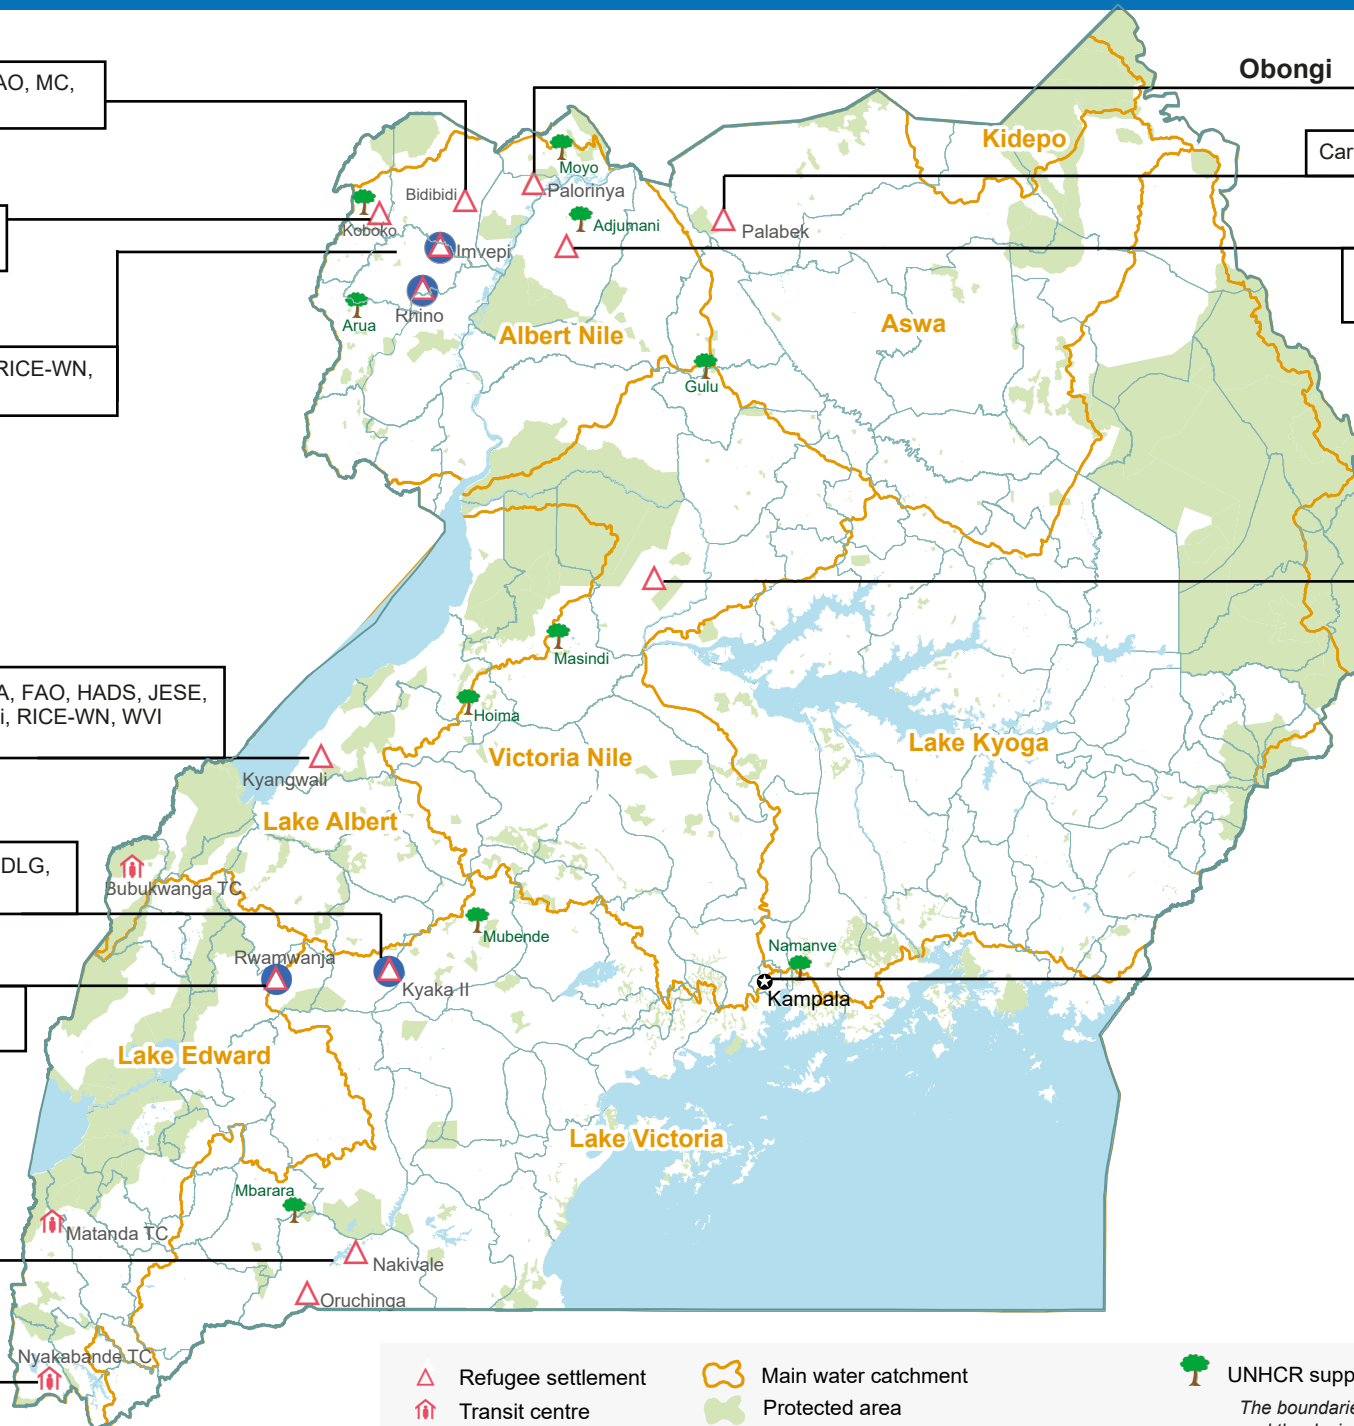 Obongi
AO, MC,
Kidepo
Car
Moyo
Palorinya
Bidibidi
Adjumani
Palabek
Koboko
Imvepi
Rhino
Arua
Albert Nile
Aswa
RICE-WN,
Gulu
Masindi
A, FAO, HADS, JESE,
i, RICE-WN, WVI
Hoima
Victoria Nile
Lake Kyoga
Kyangwali
Lake Albert
DLG,
Bubukwanga TC
Mubende
Namanve
Rwamwanja
Kyaka II
Kampala
Lake Edward
Lake Victoria
Mbarara
Matanda TC
Nakivale
Oruchinga
Nyakabande TC
Refugee settlement
Main water catchment
UNHCR supp
Transit centre
Protected area
The boundarie